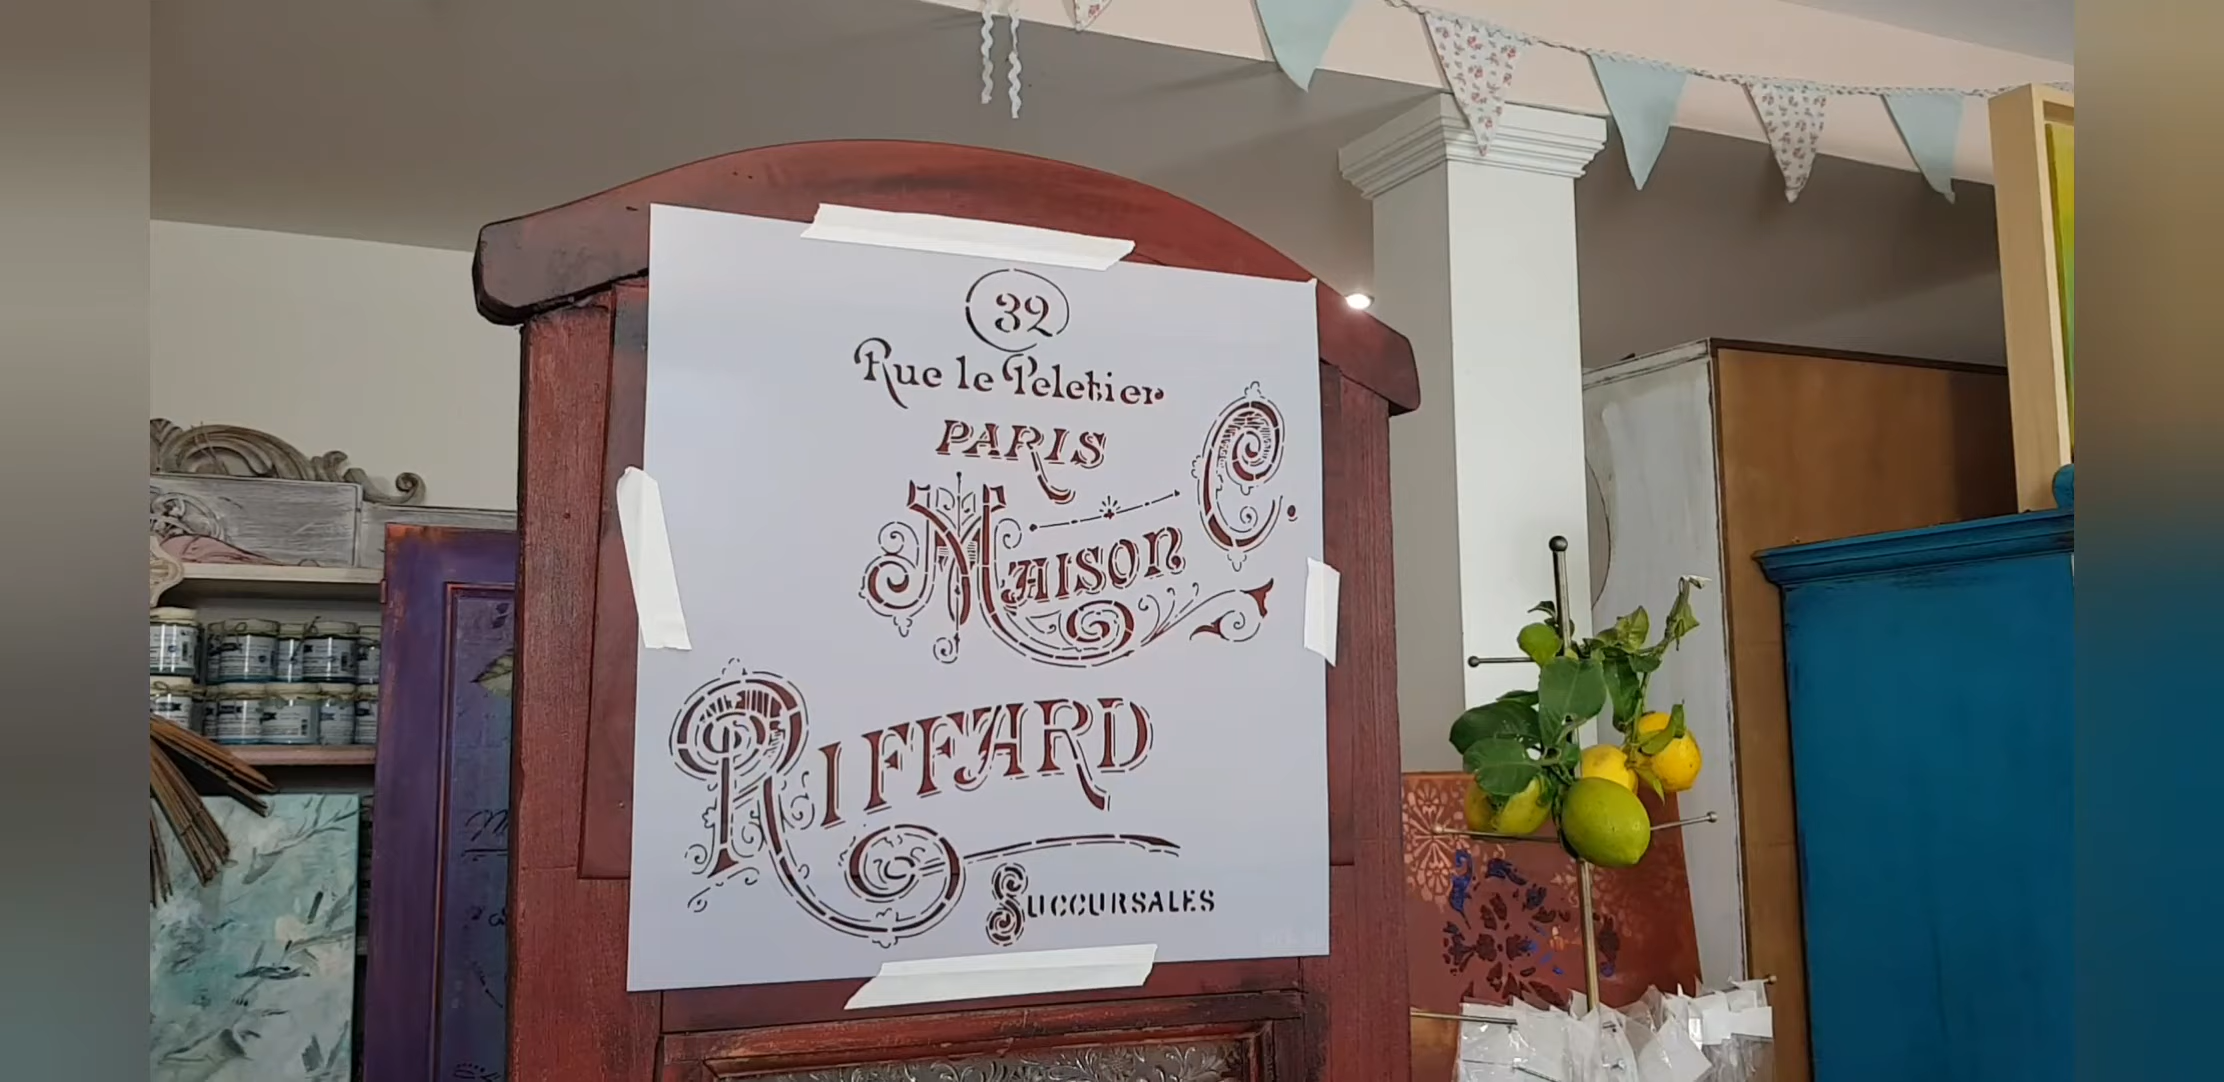 32
Rue le Peletier
PARIS
MAISON C.
RIFFARD
SUCCURSALES